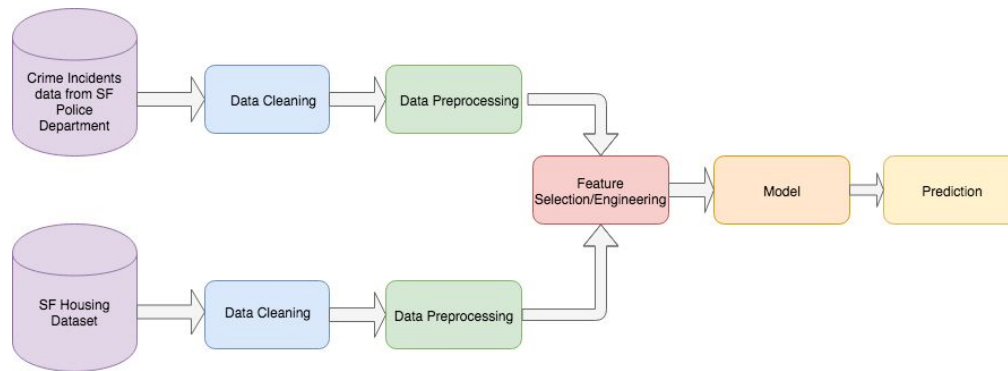 Crime Incidents
data from SF
Police
Department
Data Cleaning
Data Preprocessing
Feature
Selection/Engineering
Model
Prediction
SF Housing
Dataset
Data Cleaning
Data Preprocessing